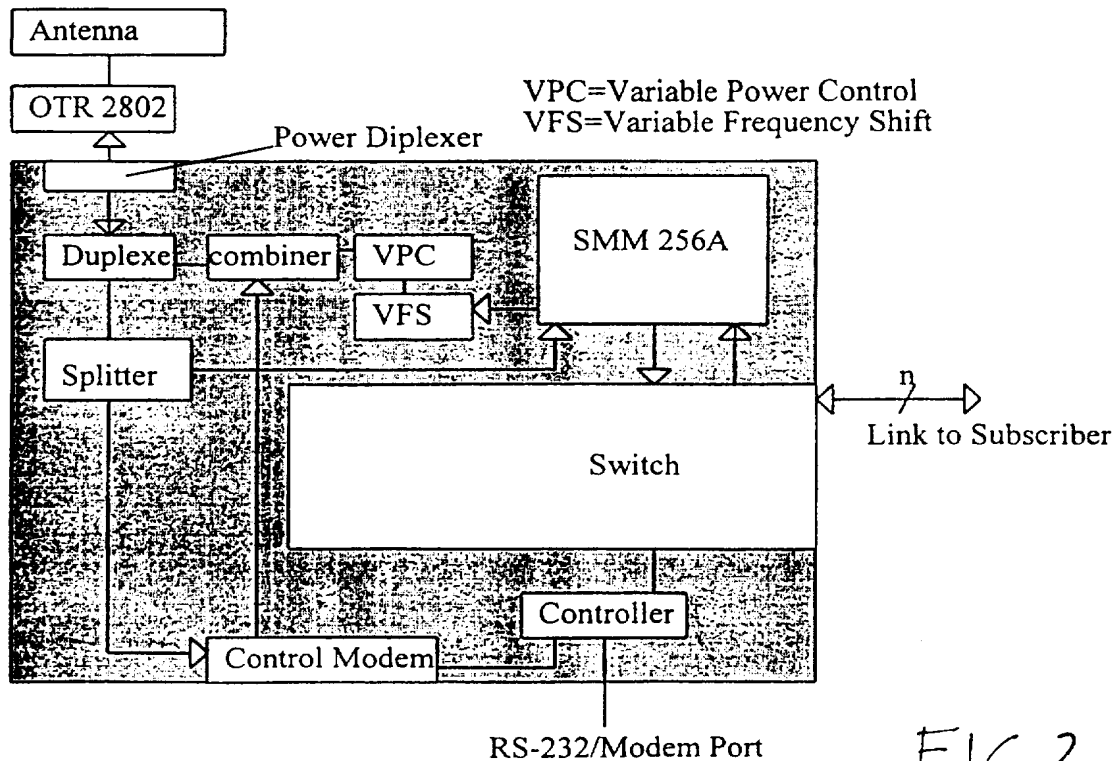 Antenna
OTR 2802
VPC=Variable Power Control
VFS=Variable Frequency Shift
Power Diplexer
SMM 256A
Duplexe
combiner
VPC
VFS
Splitter
n
Link to Subscriber
Switch
Controller
Control Modem
RS-232/Modem Port
FIG 2